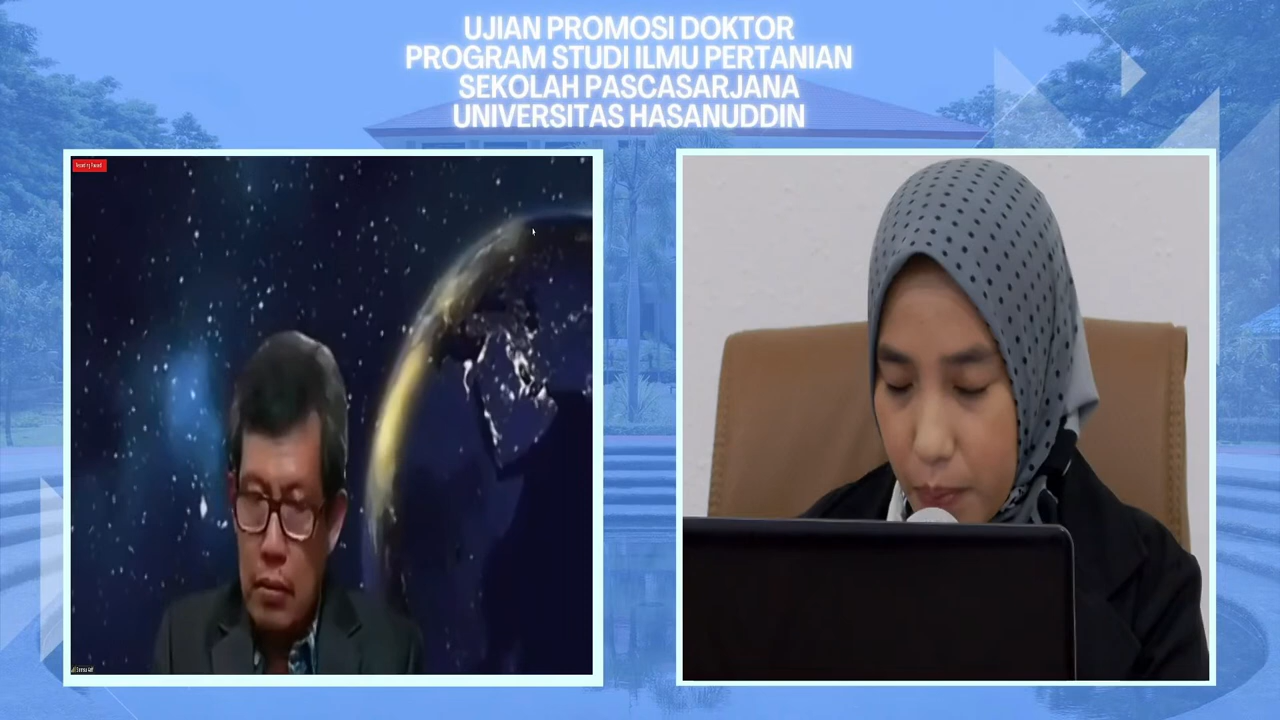 UJIAN PROMOSI DOKTOR
PROGRAM STUDI ILMU PERTANIAN
SEKOLAH PASCASARJANA
UNIVERSITAS HASANUDDIN